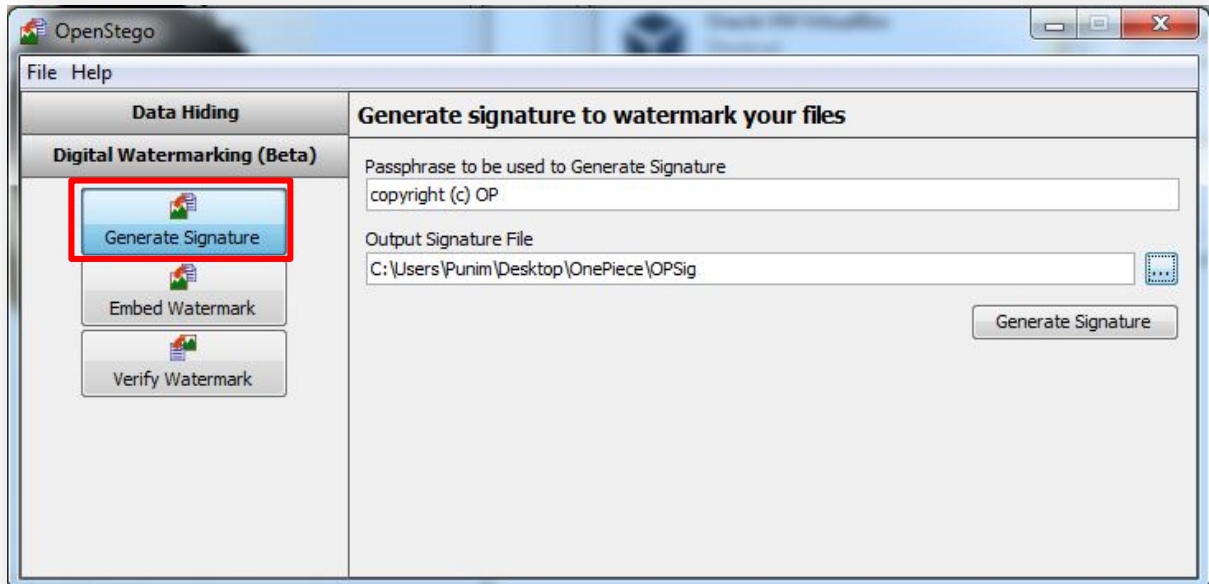 OpenStego
File Help
Data Hiding
Digital Watermarking (Beta)
Generate Signature
Embed Watermark
Verify Watermark
Generate signature to watermark your files
Passphrase to be used to Generate Signature
copyright (c) OP
Output Signature File
C:\Users\Punim\Desktop\OnePiece\OPSig
...
Generate Signature